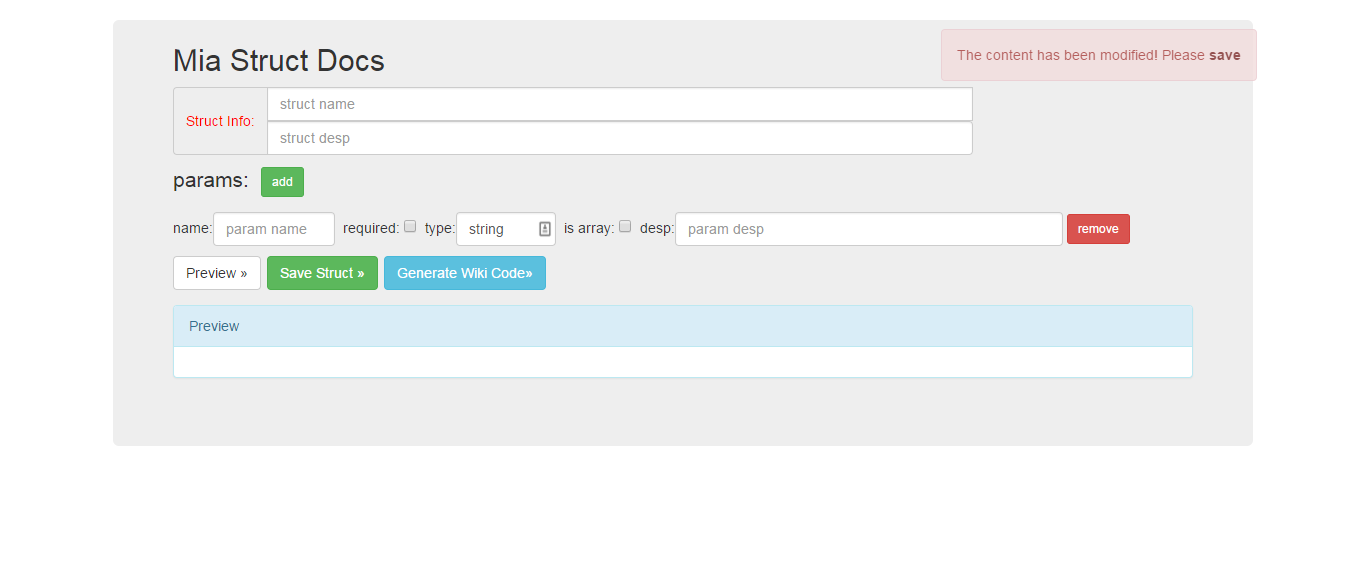 Mia Struct Docs
The content has been modified! Please save
Struct Info:
struct name
struct desp
params: add
name: param name required: type: string is array: desp: param desp remove
Preview » Save Struct » Generate Wiki Code»
Preview